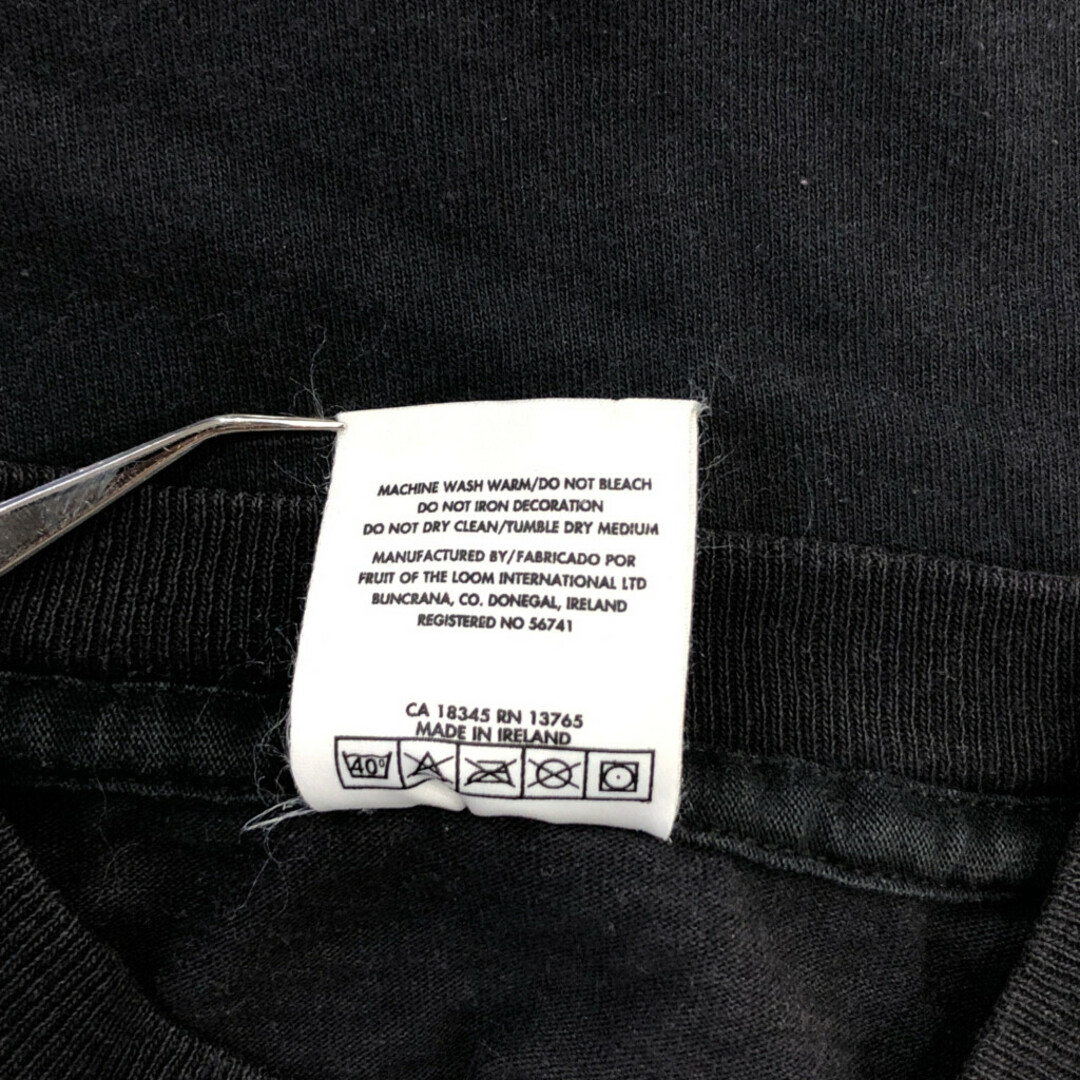 MACHINE WASH WARM/DO NOT BLEACH
DO NOT IRON DECORATION
DO NOT DRY CLEAN/TUMBLE DRY MEDIUM
MANUFACTURED BY/FABRICADO POR
FRUIT OF THE LOOM INTERNATIONAL LTD
BUNCRANA, CO. DONEGAL, IRELAND
REGISTERED NO 56741
CA 18345 RN 13765
MADE IN IRELAND
40°